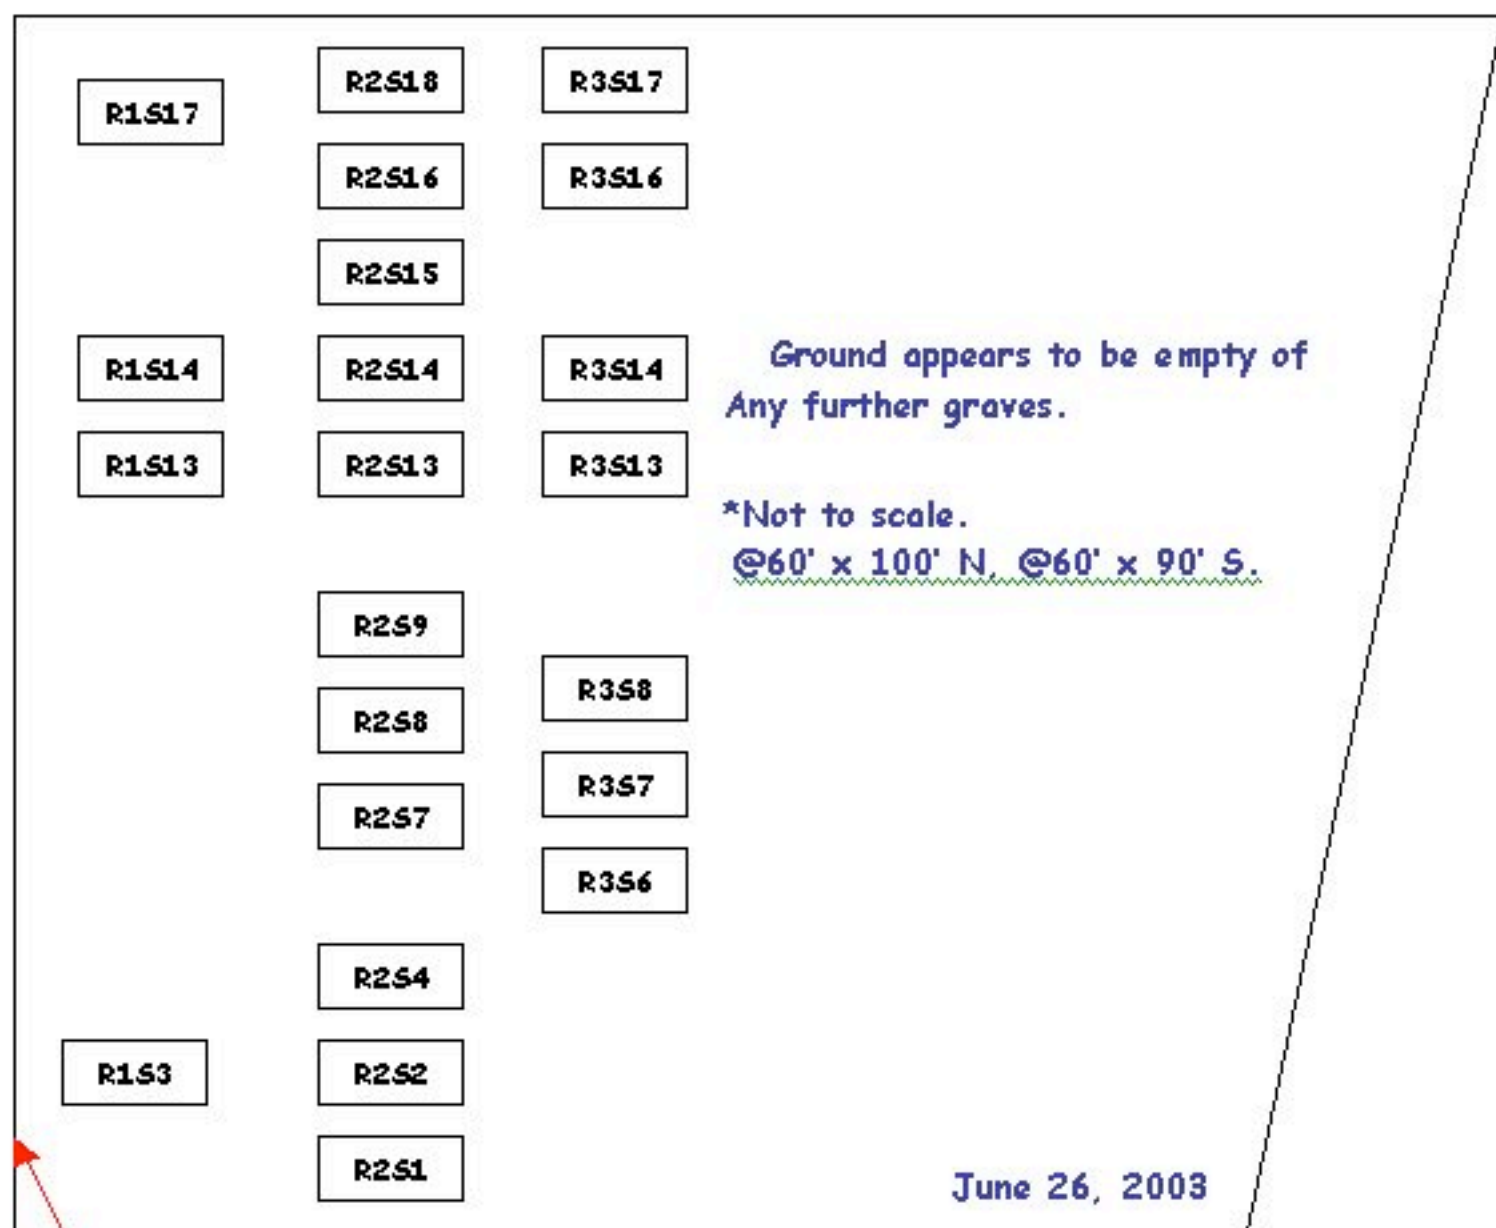 R2S18 R3S17
R1S17
R2S16 R3S16
R2S15
Ground appears to be empty of
R1S14 R2S14 R3S14
Any further graves.
R1S13 R2S13 R3S13
*Not to scale.
@60' x 100' N, @60' x 90' S.
R2S9
R3S8
R2S8
R3S7
R2S7
R3S6
R2S4
R1S3 R2S2
R2S1
June 26, 2003